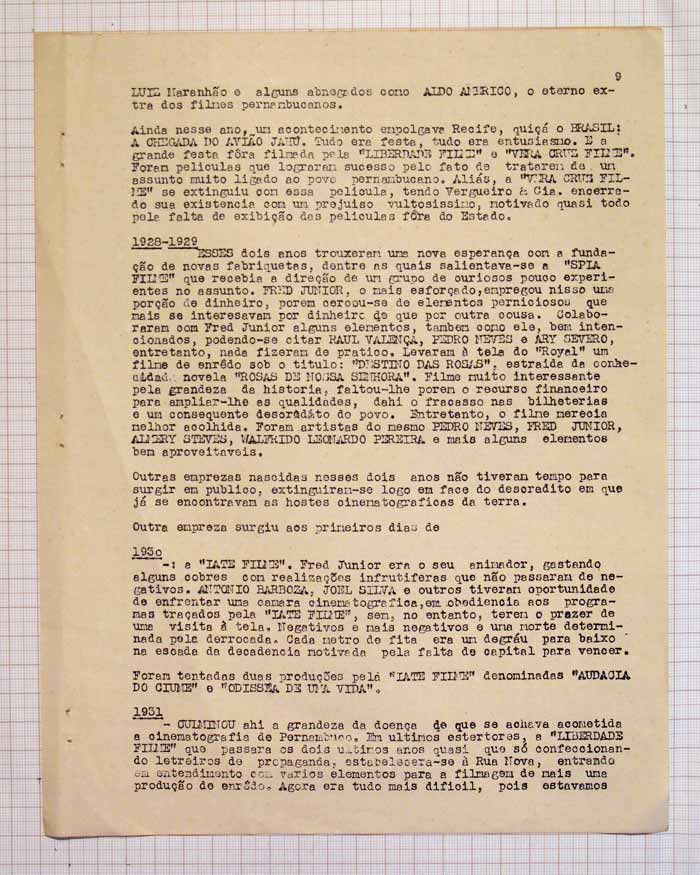 9
LUIZ Maranhão e alguns abnegados como ALDO AMERICO, o eterno ex-
tra dos filmes pernambucanos.
Ainda nesse ano, um acontecimento empolgava Recife, quiçá o BRASIL:
A CHEGADA DO AVIÃO JAHÚ. Tudo era festa, tudo era entusiasmo. E a
grande festa fôra filmada pela "LIBERDADE FILME" e "VERA CRUZ FILME".
Foram peliculas que lograram sucesso pelo fato de tratarem de um
assunto muito ligado ao povo pernambucano. Aliás, a "VERA CRUZ FIL-
ME" se extinguiu com essa pelicula, tendo Vergueiro & Cia. encerra-
do sua existencia com um prejuiso vultosissimo, motivado quasi todo
pela falta de exibição das peliculas fôra do Estado.
1928-1929
ESSES dois anos trouxeram uma nova esperança com a funda-
ção de novas fabriquetas, dentre as quais salientava-se a "SPIA
FILME" que recebia a direção de um grupo de curiosos pouco experi-
entes no assunto. FRED JUNIOR, o mais esforçado,empregou nisso uma
porção de dinheiro, porem cercou-se de elementos perniciosos que
mais se interesavam por dinheiro do que por outra cousa. Colabo-
raram com Fred Junior alguns elementos, tambem como ele, bem inten-
cionados, podendo-se citar RAUL VALENÇA, PEDRO NEVES e ARY SEVERO,
entretanto, nada fizeram de pratico. Levaram à tela do "Royal" um
filme de enrêdo sob o titulo: "DESTINO DAS ROSAS", estraida da conhe-
cidada novela "ROSAS DE NOSSA SENHORA". Filme muito interessante
pela grandeza da historia, faltou-lhe porem o recurso financeiro
para ampliar-lhe as qualidades, dahi o fracasso nas bilheterias
e um consequente descrédito do povo. Entretanto, o filme merecia
melhor acolhida. Foram artistas do mesmo PEDRO NEVES, FRED JUNIOR,
ALMERY STEVES, WALFRIDO LEONARDO PEREIRA e mais alguns elementos
bem aproveitaveis.
Outras emprezas nascidas nesses dois anos não tiveram tempo para
surgir em publico, extinguiram-se logo em face do descradito em que
já se encontravam as hostes cinematograficas da terra.
Outra empreza surgiu aos primeiros dias de
1930
-: a "IATE FILME". Fred Junior era o seu animador, gastando
alguns cobres com realizações infrutiferas que não passaram de ne-
gativos. ANTONIO BARBOZA, JOEL SILVA e outros tiveram oportunidade
de enfrentar uma camara cinematografica,em obediencia aos progra-
mas traçados pela "IATE FILME", sem, no entanto, terem o prazer de
uma visita à tela. Negativos e mais negativos e uma morte determi-
nada pela derrocada. Cada metro de fita era um degráu para baixo
na escada da decadencia motivada pela falta de capital para vencer.
Foram tentadas duas produções pela "IATE FILME" denominadas "AUDACIA
DO CIUME" e "ODISSÉA DE UMA VIDA".
1931
- CULMINOU ahi a grandeza da doença de que se achava acometida
a cinematografia de Pernambuco. Em ultimos estertores, a "LIBERDADE
FILME" que passara os dois ultimos anos quasi que só confeccionan-
do letreiros de propaganda, estabelecera-se à Rua Nova, entrando
em entendimento com varios elementos para a filmagem de mais uma
produção de enrêdo. Agora era tudo mais dificil, pois estavamos